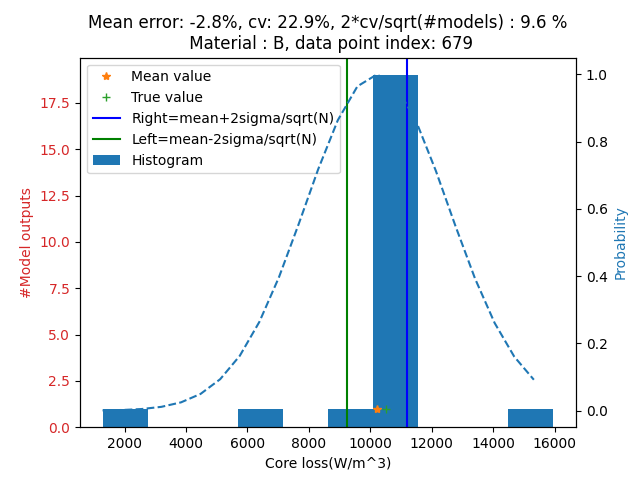 Mean error: -2.8%, cv: 22.9%, 2*cv/sqrt(#models) : 9.6 %
Material : B, data point index: 679
Mean value
True value
Right=mean+2sigma/sqrt(N)
Left=mean-2sigma/sqrt(N)
Histogram
#Model outputs
17.5
15.0
12.5
10.0
7.5
5.0
2.5
0.0
1.0
0.8
0.6
0.4
0.2
0.0
Probability
2000 4000 6000 8000 10000 12000 14000 16000
Core loss(W/m^3)